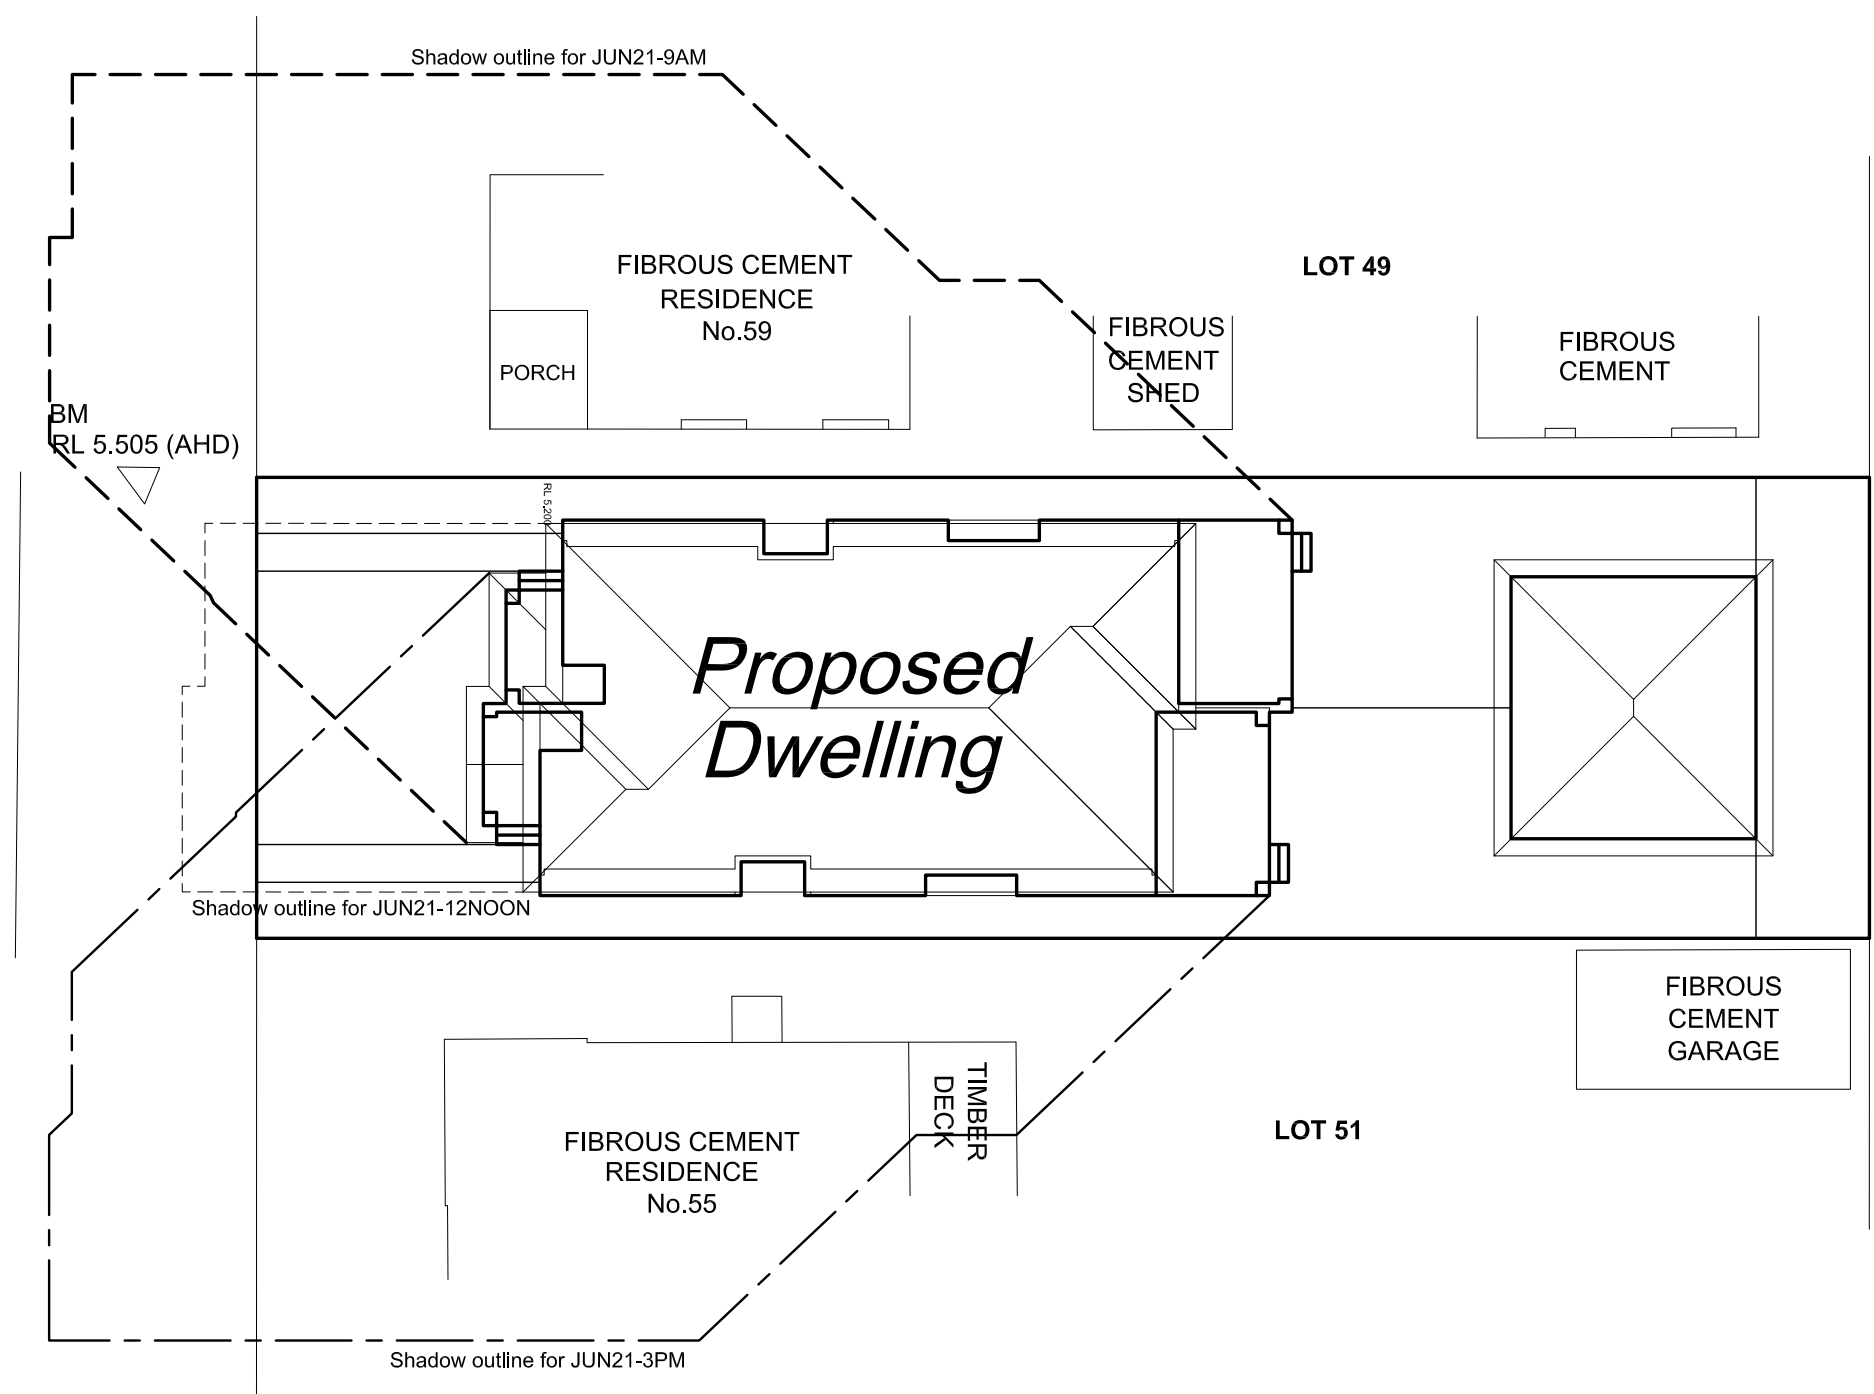 Shadow outline for JUN21-9AM
FIBROUS CEMENT
RESIDENCE
No.59
PORCH
LOT 49
FIBROUS
CEMENT
SHED
FIBROUS
CEMENT
BM
RL 5.505 (AHD)
RL 5.200
Proposed
Dwelling
Shadow outline for JUN21-12NOON
FIBROUS
CEMENT
GARAGE
TIMBER
DECK
FIBROUS CEMENT
RESIDENCE
No.55
LOT 51
Shadow outline for JUN21-3PM